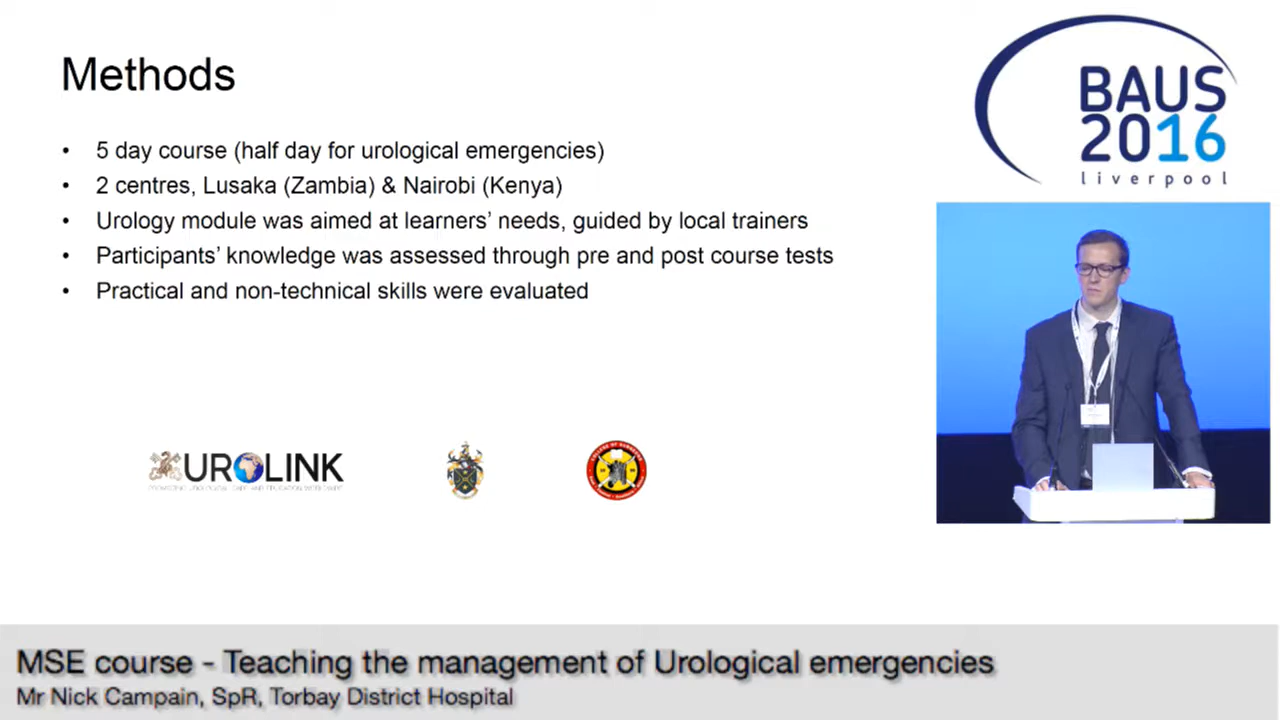 Methods
• 5 day course (half day for urological emergencies)
• 2 centres, Lusaka (Zambia) & Nairobi (Kenya)
• Urology module was aimed at learners' needs, guided by local trainers
• Participants' knowledge was assessed through pre and post course tests
• Practical and non-technical skills were evaluated
UROLINK
BAUS
2016
liverpool
MSE course - Teaching the management of Urological emergencies
Mr Nick Campain, SpR, Torbay District Hospital